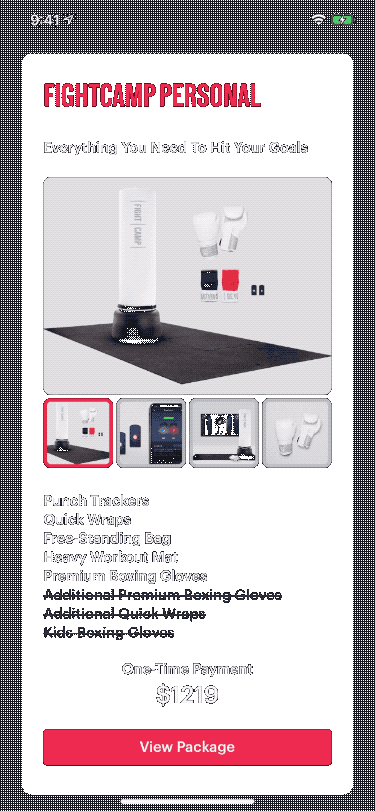 9:41
FIGHTCAMP PERSONAL
Everything You Need To Hit Your Goals
FIGHT CAMP
Punch Trackers
Quick Wraps
Free-Standing Bag
Heavy Workout Mat
Premium Boxing Gloves
Additional Premium Boxing Gloves
Additional Quick Wraps
Kids Boxing Gloves
One-Time Payment
$1219
View Package